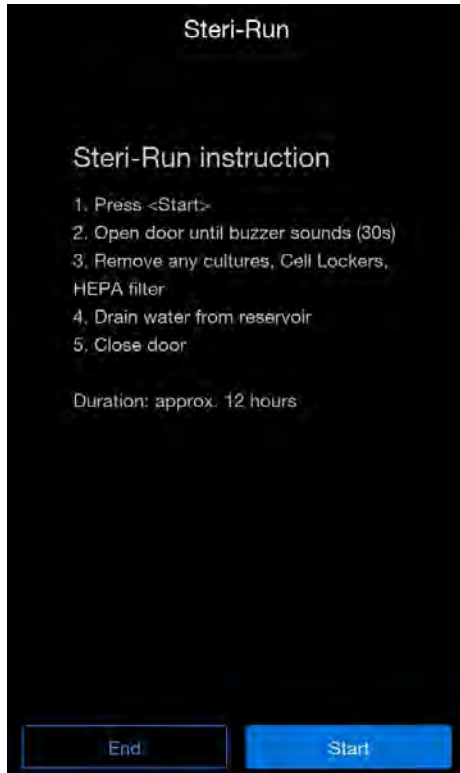 Steri-Run
Steri-Run instruction
1. Press <Start>
2. Open door until buzzer sounds (30s)
3. Remove any cultures, Cell Lockers,
HEPA filter
4. Drain water from reservoir
5. Close door
Duration: approx. 12 hours
End
Start